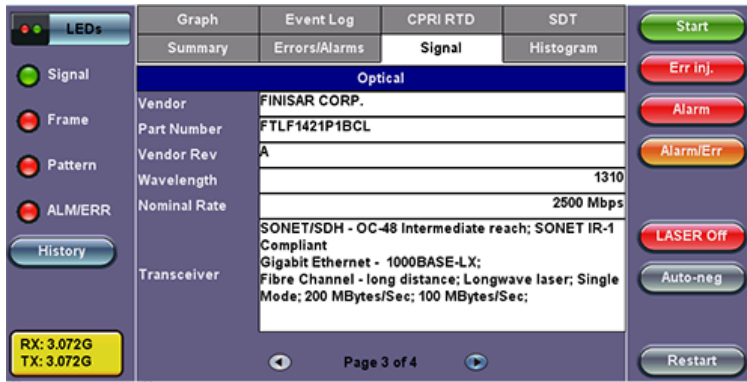 LEDs
Signal
Frame
Pattern
ALM/ERR
History
RX: 3.072G
TX: 3.072G
Graph Event Log CPRI RTD SDT
Summary Errors/Alarms Signal Histogram
Optical
Vendor FINISAR CORP.
Part Number FTLF1421P1BCL
Vendor Rev A
Wavelength 1310
Nominal Rate 2500 Mbps
Transceiver
SONET/SDH - OC-48 Intermediate reach; SONET IR-1
Compliant
Gigabit Ethernet - 1000BASE-LX;
Fibre Channel - long distance; Longwave laser; Single
Mode; 200 MBytes/Sec; 100 MBytes/Sec;
Page 3 of 4
Start
Err inj.
Alarm
Alarm/Err
LASER Off
Auto-neg
Restart